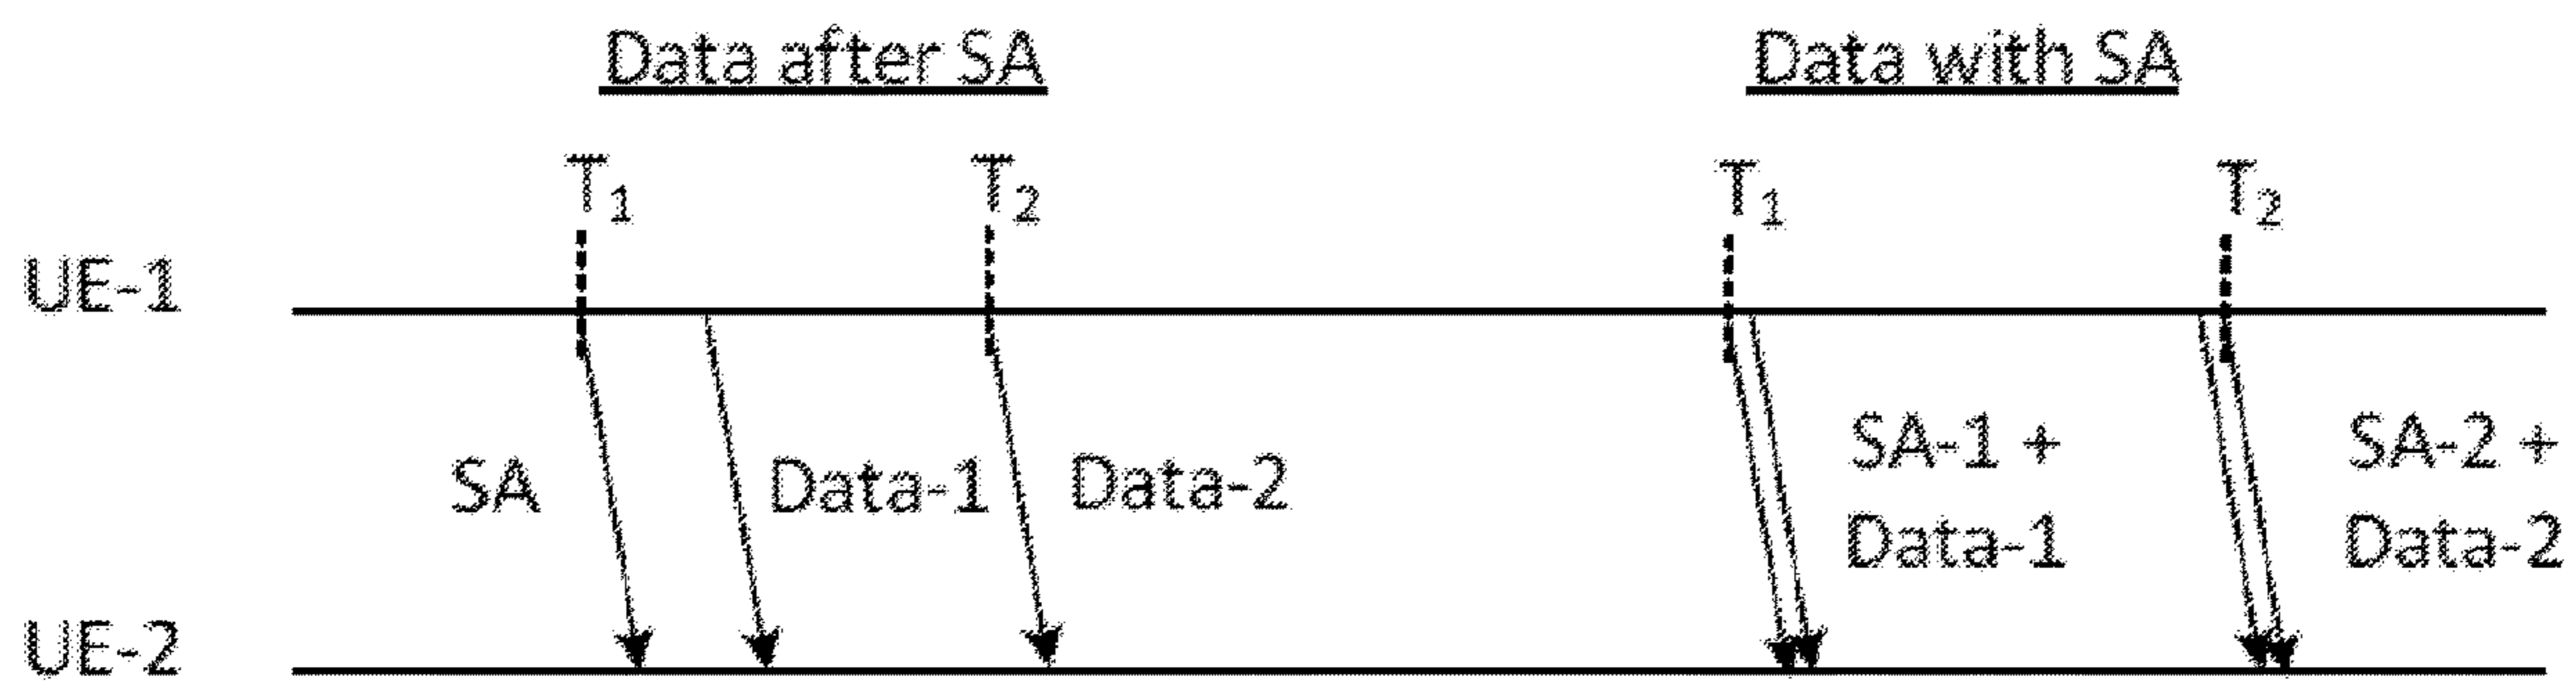 Data after SA
Data with SA
T1
T2
T1
T2
UE-1
SA
Data-1
Data-2
SA-1 +
Data-1
SA-2 +
Data-2
UE-2